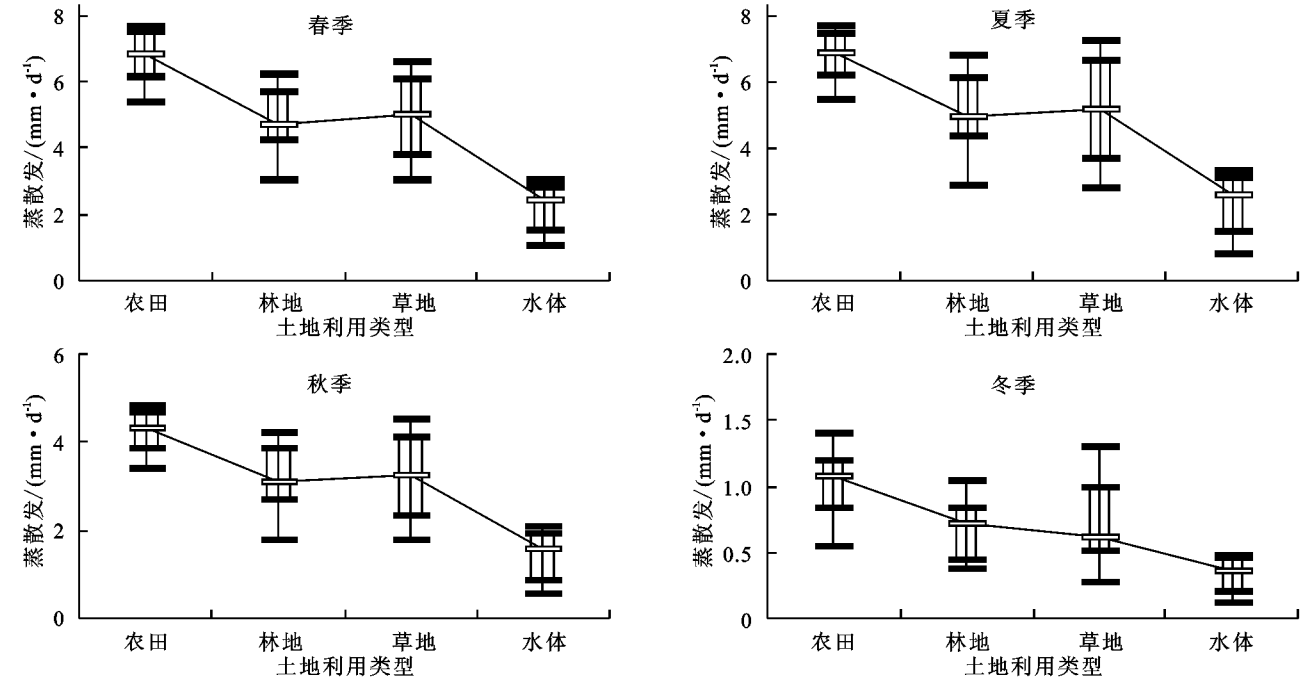 春季
蒸散发/(mm·d-1)
8
6
4
2
0
农田 林地 草地 水体
土地利用类型
夏季
蒸散发/(mm·d-1)
8
6
4
2
0
农田 林地 草地 水体
土地利用类型
秋季
蒸散发/(mm·d-1)
6
4
2
0
农田 林地 草地 水体
土地利用类型
冬季
蒸散发/(mm·d-1)
2.0
1.5
1.0
0.5
0
农田 林地 草地 水体
土地利用类型